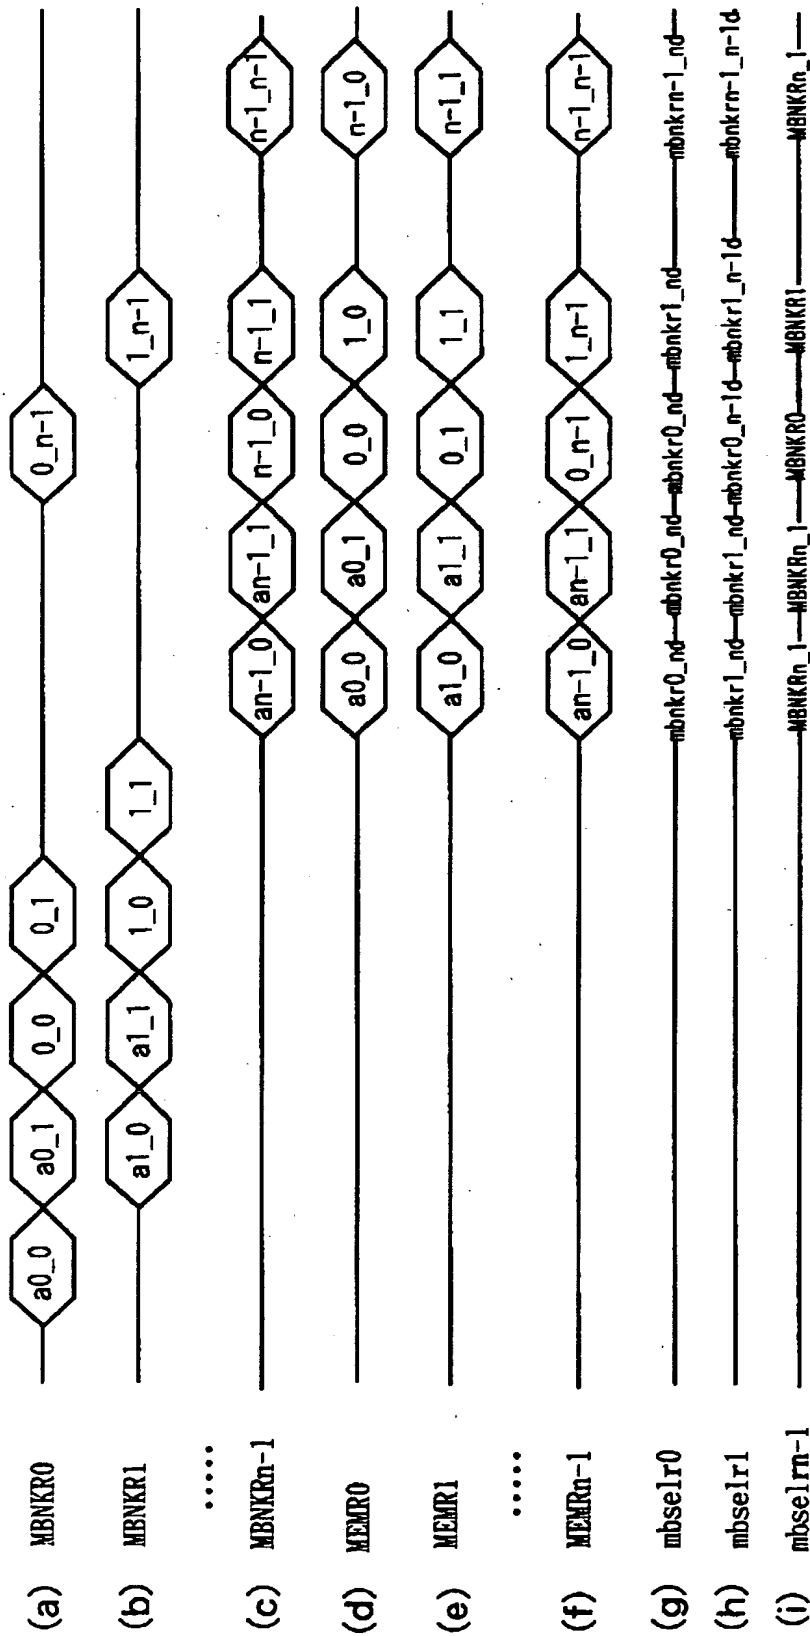 (a) MBNKR0 a0_0 a0_1 0_0 0_1 0_n-1
(b) MBNKR1 a1_0 a1_1 1_0 1_1 1_n-1
.....
(c) MBNKRn-1 an-1_0 an-1_1 n-1_0 n-1_1 n-1_n-1
(d) MEMR0 a0_0 a0_1 0_0 1_0 n-1_0
(e) MEMR1 a1_0 a1_1 0_1 1_1 n-1_1
.....
(f) MEMRn-1 an-1_0 an-1_1 0_n-1 1_n-1 n-1_n-1
(g) mbselr0 mbnkr0_nd mbnkr0_nd mbnkr0_nd mbnkr1_nd mbnkrn-1_nd
(h) mbselr1 mbnkr1_nd mbnkr1_nd mbnkr0_n-1d mbnkr1_n-1d mbnkrn-1_n-1d
(i) mbselrn-1 MBNKRn_1 MBNKRn_1 MBNKR0 MBNKR1 MBNKRn_1